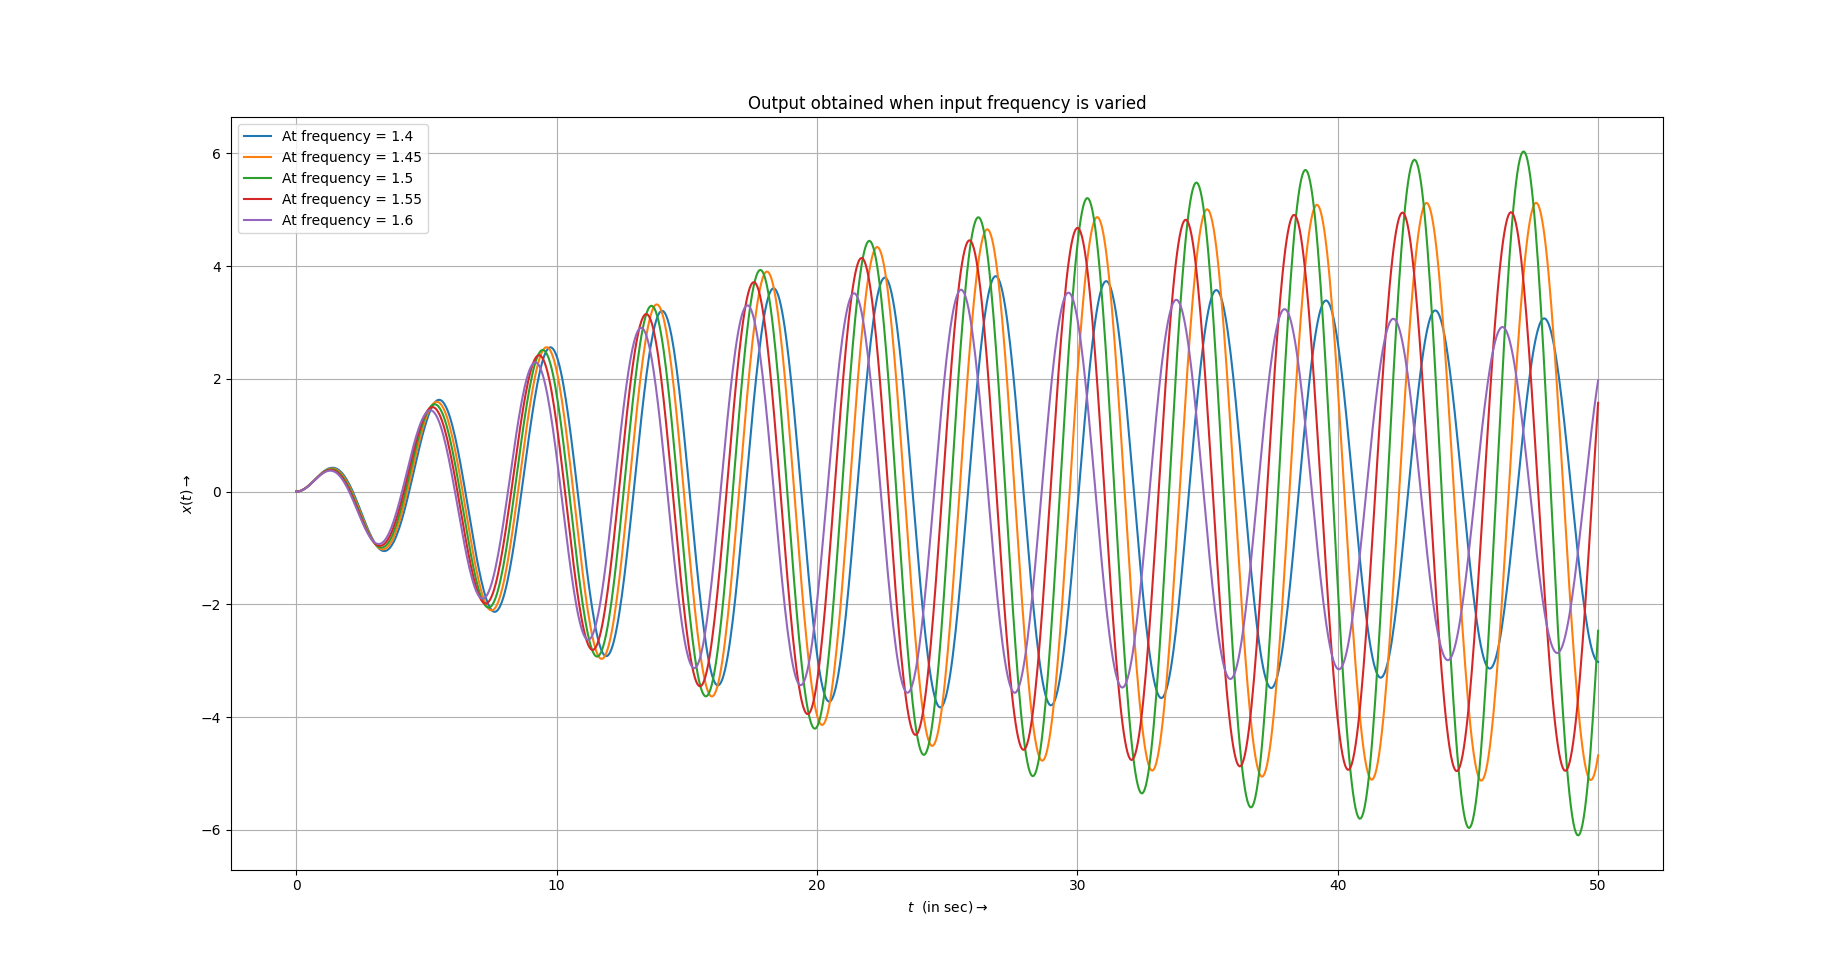 Output obtained when input frequency is varied
At frequency = 1.4
At frequency = 1.45
At frequency = 1.5
At frequency = 1.55
At frequency = 1.6
6
4
2
0
−2
−4
−6
x(t)→
0 10 20 30 40 50
t (in sec)→